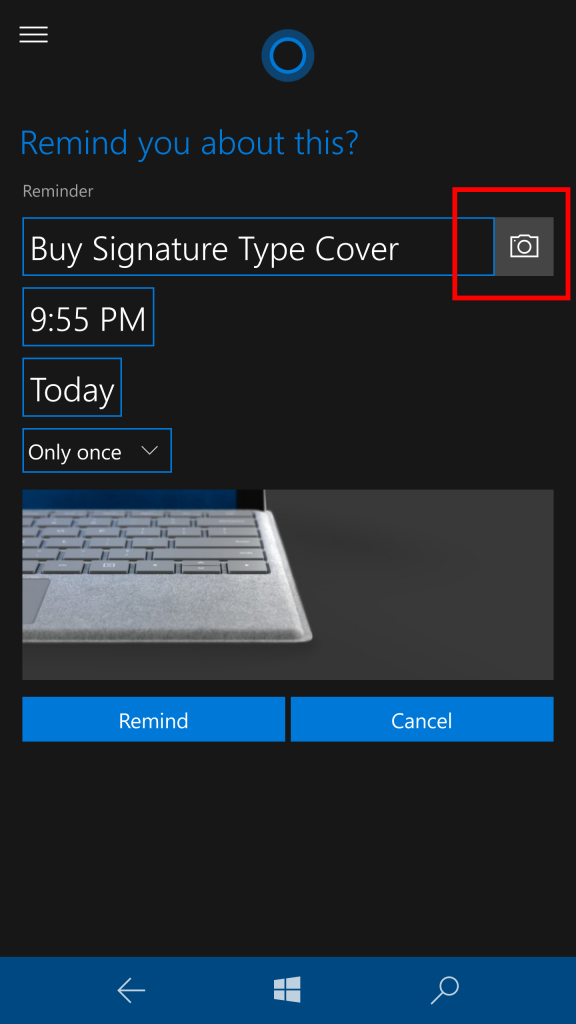 Remind you about this?
Reminder
Buy Signature Type Cover
9:55 PM
Today
Only once
Remind
Cancel